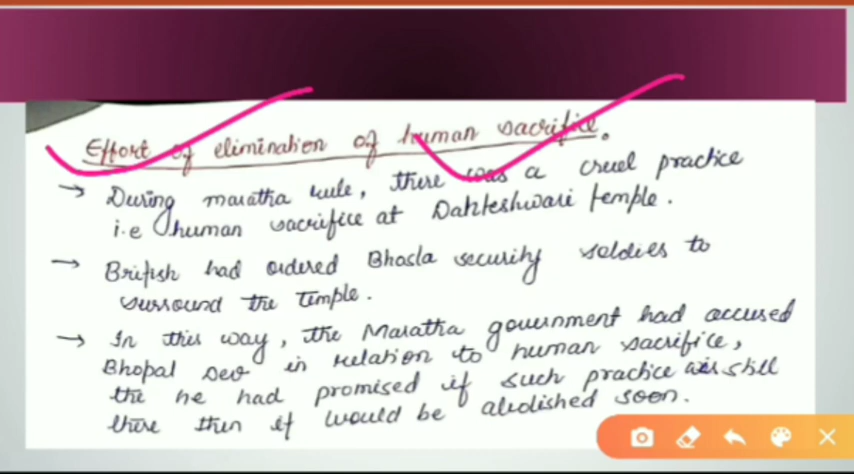 Effort of elimination of human sacrifice.
→ During maratha rule, there was a cruel practice
i.e human sacrifice at Dahteshwari temple.
→ British had ordered Bhosla security soldies to
surround the temple.
→ In this way, the Maratha government had accused
Bhopal Deo in relation to human sacrifice,
the he had promised if such practice was still
there then it would be abolished soon.